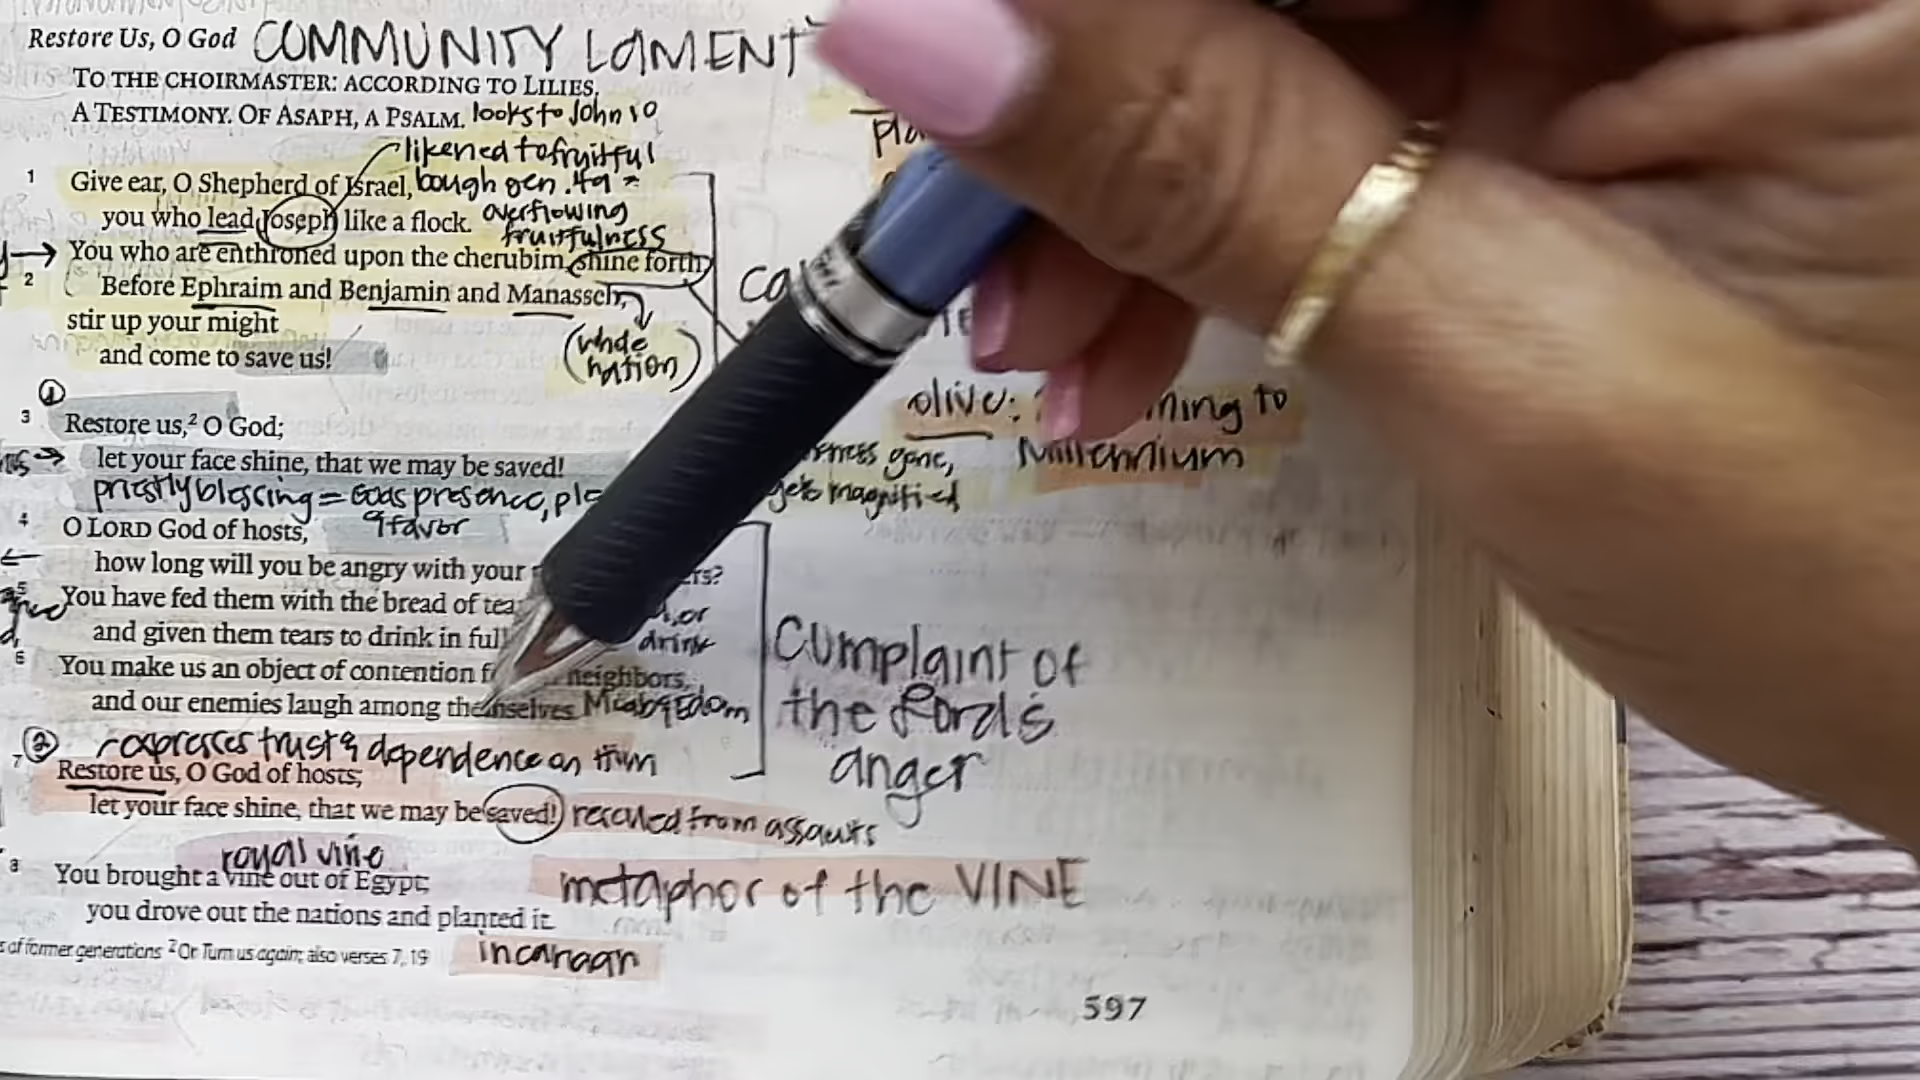 Restore Us, O God COMMUNITY LAMENT
TO THE CHOIRMASTER: ACCORDING TO LILIES.
A TESTIMONY. OF ASAPH, A PSALM. looks to John 10
likened to fruitful
1 Give ear, O Shepherd of Israel, bough gen. 49 =
you who lead Joseph like a flock. overflowing
fruitfulness
You who are enthroned upon the cherubim, shine forth
2 Before Ephraim and Benjamin and Manasseh,
stir up your might
(whole
nation)
and come to save us!
1
3 Restore us,² O God;
let your face shine, that we may be saved!
priestly blessing = Gods presence,
& favor
4 O LORD God of hosts,
how long will you be angry with your
5 You have fed them with the bread of
and given them tears to drink in
or
drink
6 You make us an object of contention neighbors,
and our enemies laugh among themselves. Moab & Edom
Complaint of
the Lord's
anger
2 expresses trust & dependence on Him
7 Restore us, O God of hosts;
let your face shine, that we may be saved! rescued from assaults
royal vine
8 You brought a vine out of Egypt;
metaphor of the VINE
you drove out the nations and planted it.
in canaan
of former generations ² Or Turn us again; also verses 7, 19
olive: to
Millennium
gone,
gets magnified
597